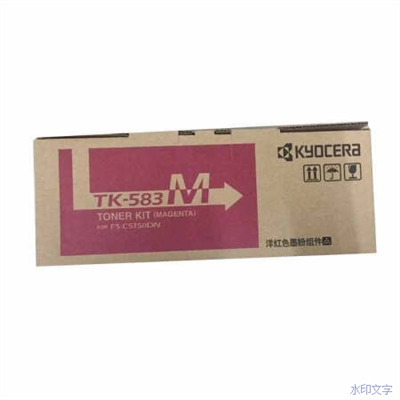 KYOCERA
TK-583 M
TONER KIT (MAGENTA)
FOR FS-C5150DN
洋红色墨粉组件
水印文字